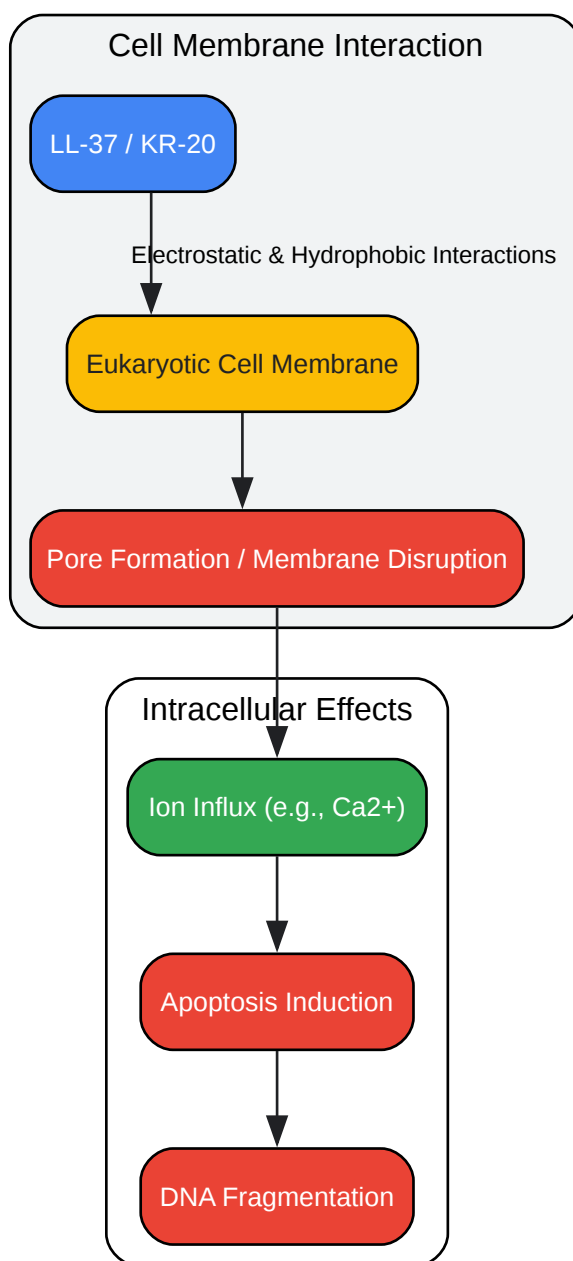 Cell Membrane Interaction
LL-37 / KR-20
Electrostatic & Hydrophobic Interactions
Eukaryotic Cell Membrane
Pore Formation / Membrane Disruption
Intracellular Effects
Ion Influx (e.g., Ca2+)
Apoptosis Induction
DNA Fragmentation